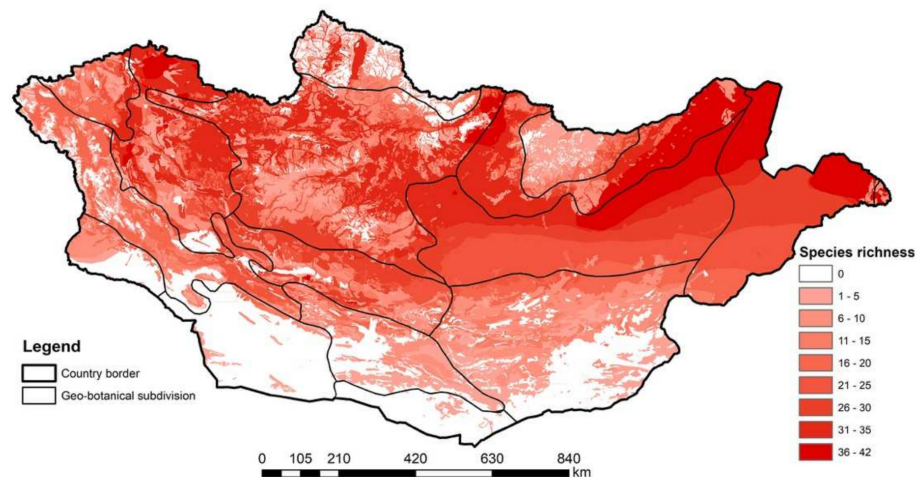 Species richness
0
1 - 5
6 - 10
11 - 15
16 - 20
21 - 25
26 - 30
31 - 35
36 - 42
Legend
Country border
Geo-botanical subdivision
0 105 210 420 630 840
km